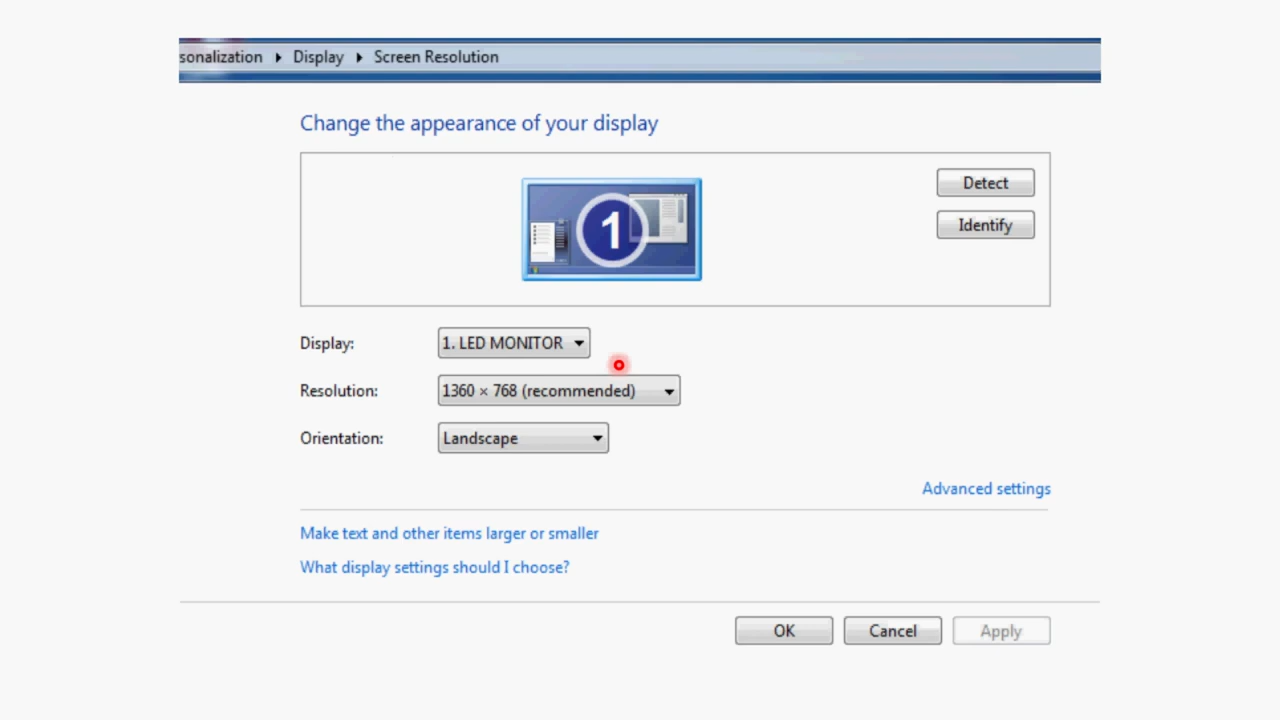 sonalization ▸ Display ▸ Screen Resolution
Change the appearance of your display
1
Detect
Identify
Display: 1. LED MONITOR
Resolution: 1360 × 768 (recommended)
Orientation: Landscape
Advanced settings
Make text and other items larger or smaller
What display settings should I choose?
OK Cancel Apply